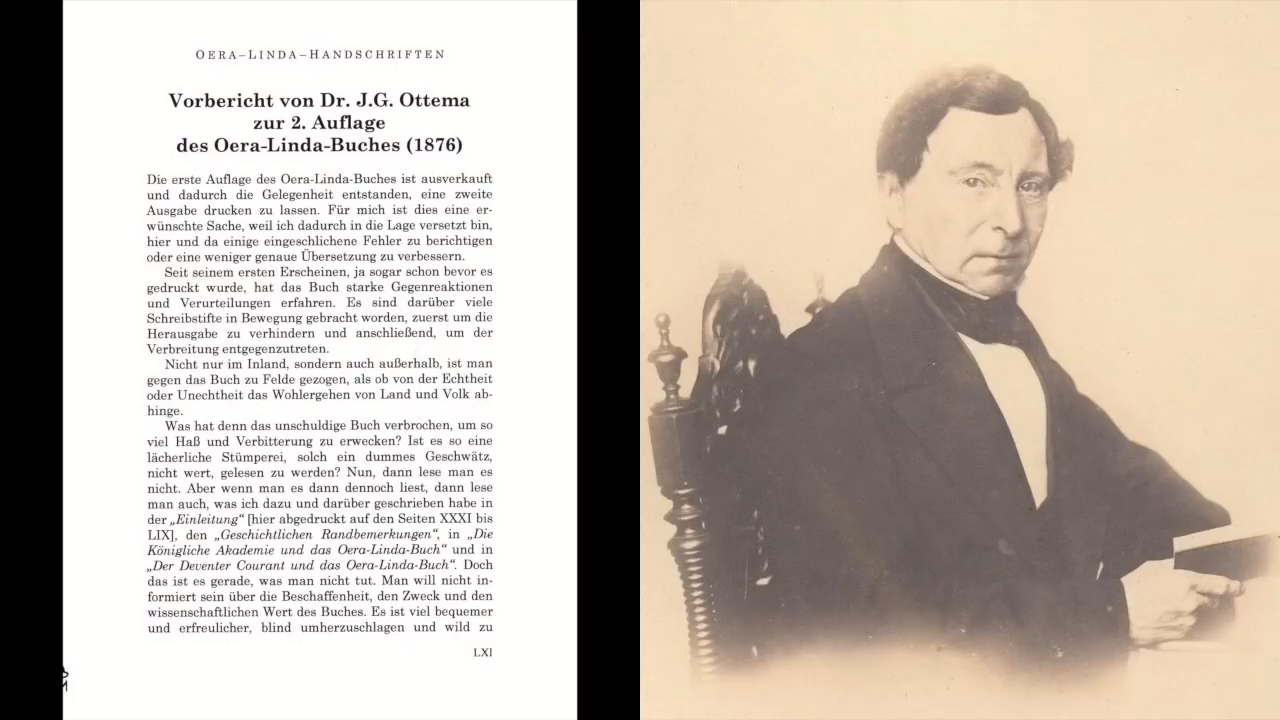 OERA–LINDA–HANDSCHRIFTEN
Vorbericht von Dr. J.G. Ottema
zur 2. Auflage
des Oera-Linda-Buches (1876)
Die erste Auflage des Oera-Linda-Buches ist ausverkauft
und dadurch die Gelegenheit entstanden, eine zweite
Ausgabe drucken zu lassen. Für mich ist dies eine er-
wünschte Sache, weil ich dadurch in die Lage versetzt bin,
hier und da einige eingeschlichene Fehler zu berichtigen
oder eine weniger genaue Übersetzung zu verbessern.
Seit seinem ersten Erscheinen, ja sogar schon bevor es
gedruckt wurde, hat das Buch starke Gegenreaktionen
und Verurteilungen erfahren. Es sind darüber viele
Schreibstifte in Bewegung gebracht worden, zuerst um die
Herausgabe zu verhindern und anschließend, um der
Verbreitung entgegenzutreten.
Nicht nur im Inland, sondern auch außerhalb, ist man
gegen das Buch zu Felde gezogen, als ob von der Echtheit
oder Unechtheit das Wohlergehen von Land und Volk ab-
hinge.
Was hat denn das unschuldige Buch verbrochen, um so
viel Haß und Verbitterung zu erwecken? Ist es so eine
lächerliche Stümperei, solch ein dummes Geschwätz,
nicht wert, gelesen zu werden? Nun, dann lese man es
nicht. Aber wenn man es dann dennoch liest, dann lese
man auch, was ich dazu und darüber geschrieben habe in
der „Einleitung“ [hier abgedruckt auf den Seiten XXXI bis
LIX], den „Geschichtlichen Randbemerkungen“, in „Die
Königliche Akademie und das Oera-Linda-Buch“ und in
„Der Deventer Courant und das Oera-Linda-Buch“. Doch
das ist es gerade, was man nicht tut. Man will nicht in-
formiert sein über die Beschaffenheit, den Zweck und den
wissenschaftlichen Wert des Buches. Es ist viel bequemer
und erfreulicher, blind umherzuschlagen und wild zu
LXI